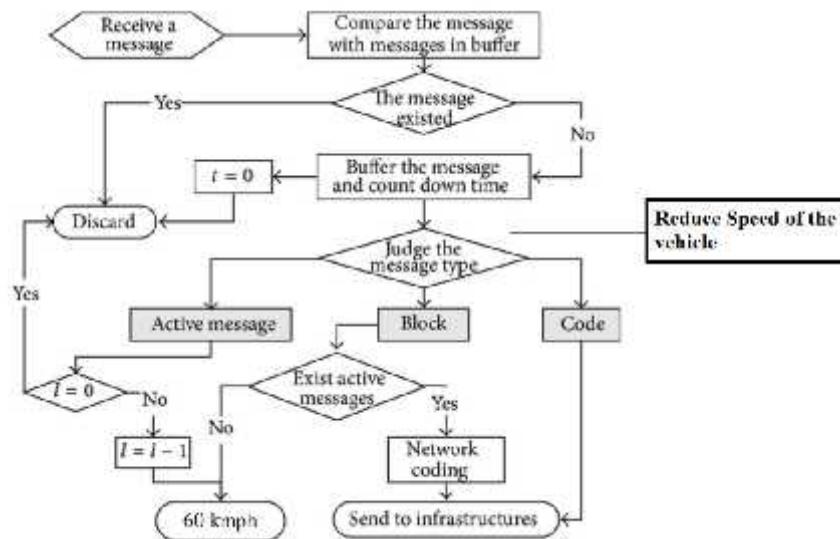 Receive a
message
Compare the message
with messages in buffer
Yes
The message
existed
No
t = 0
Buffer the message
and count down time
Discard
Judge the
message type
Reduce Speed of the
vehicle
Yes
Active message
Block
Code
l = 0
No
Exist active
messages
No
Yes
l = i − 1
Network
coding
60 kmph
Send to infrastructures